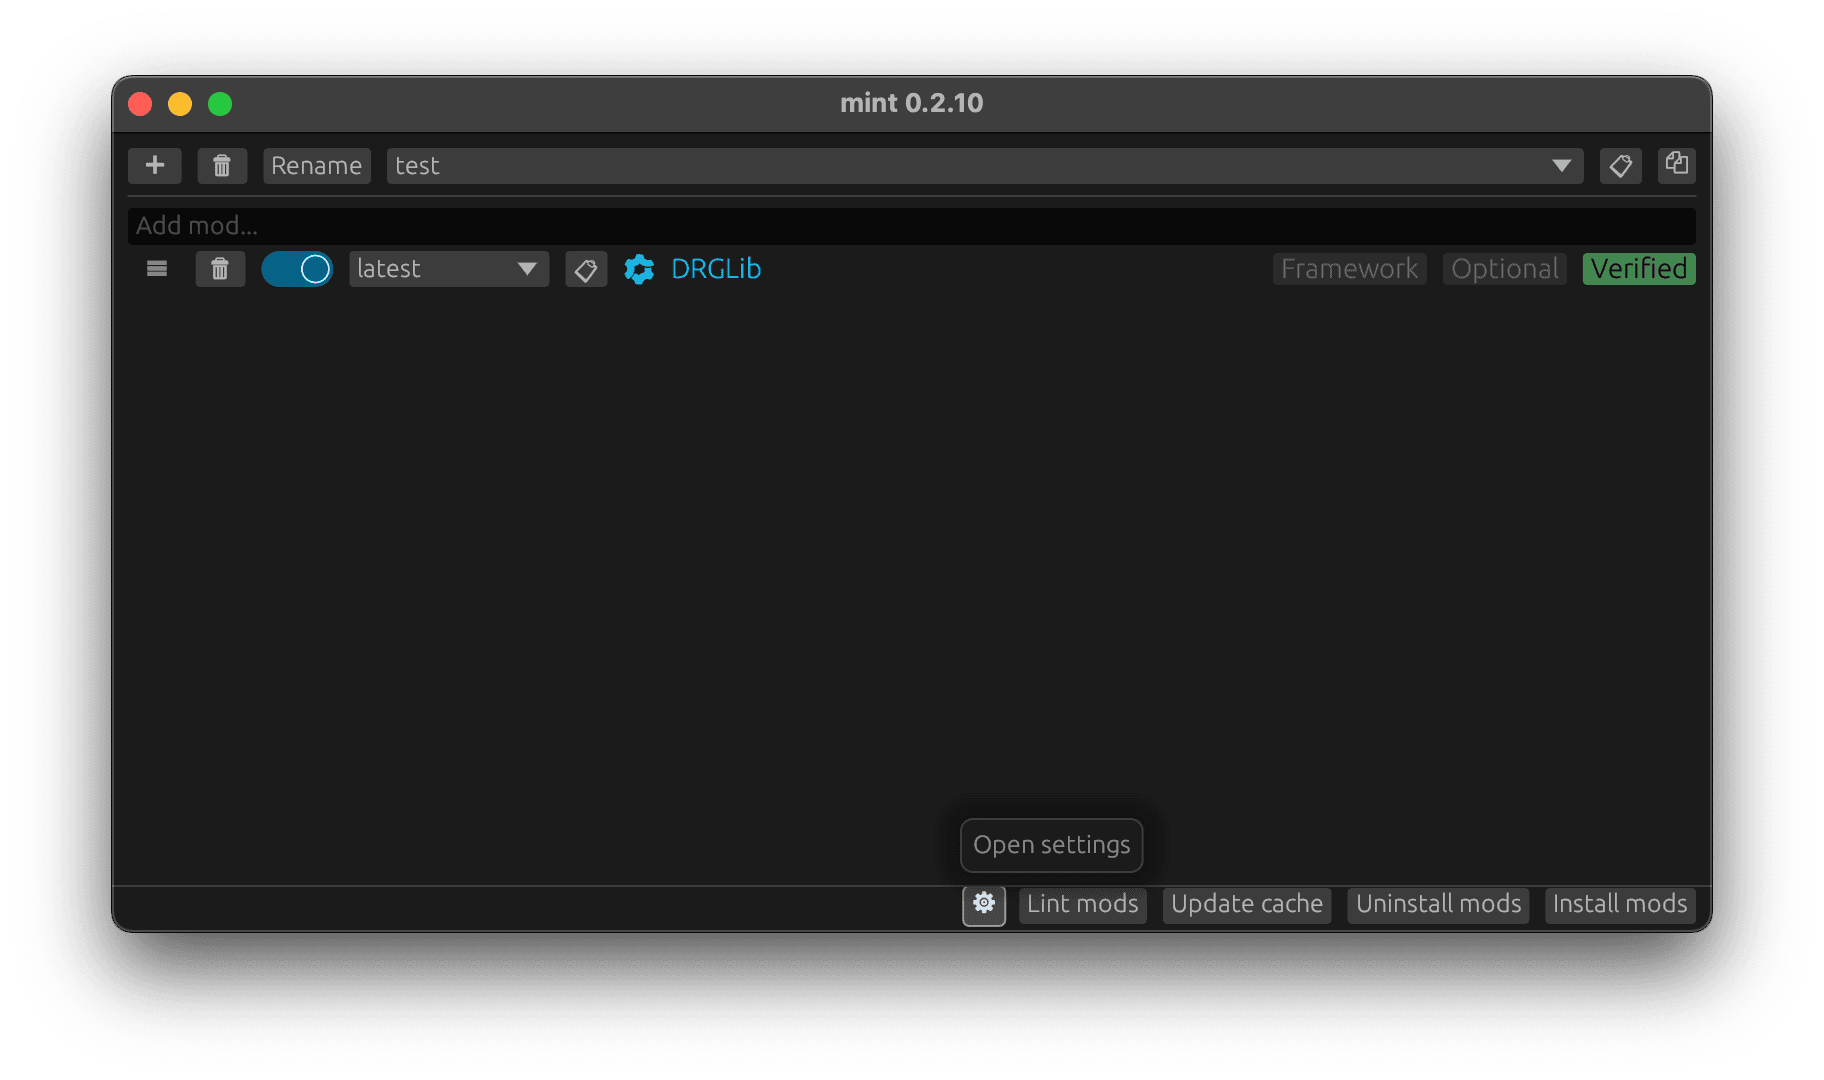 mint 0.2.10
Rename test
Add mod...
latest DRGLib Framework Optional Verified
Open settings
Lint mods Update cache Uninstall mods Install mods